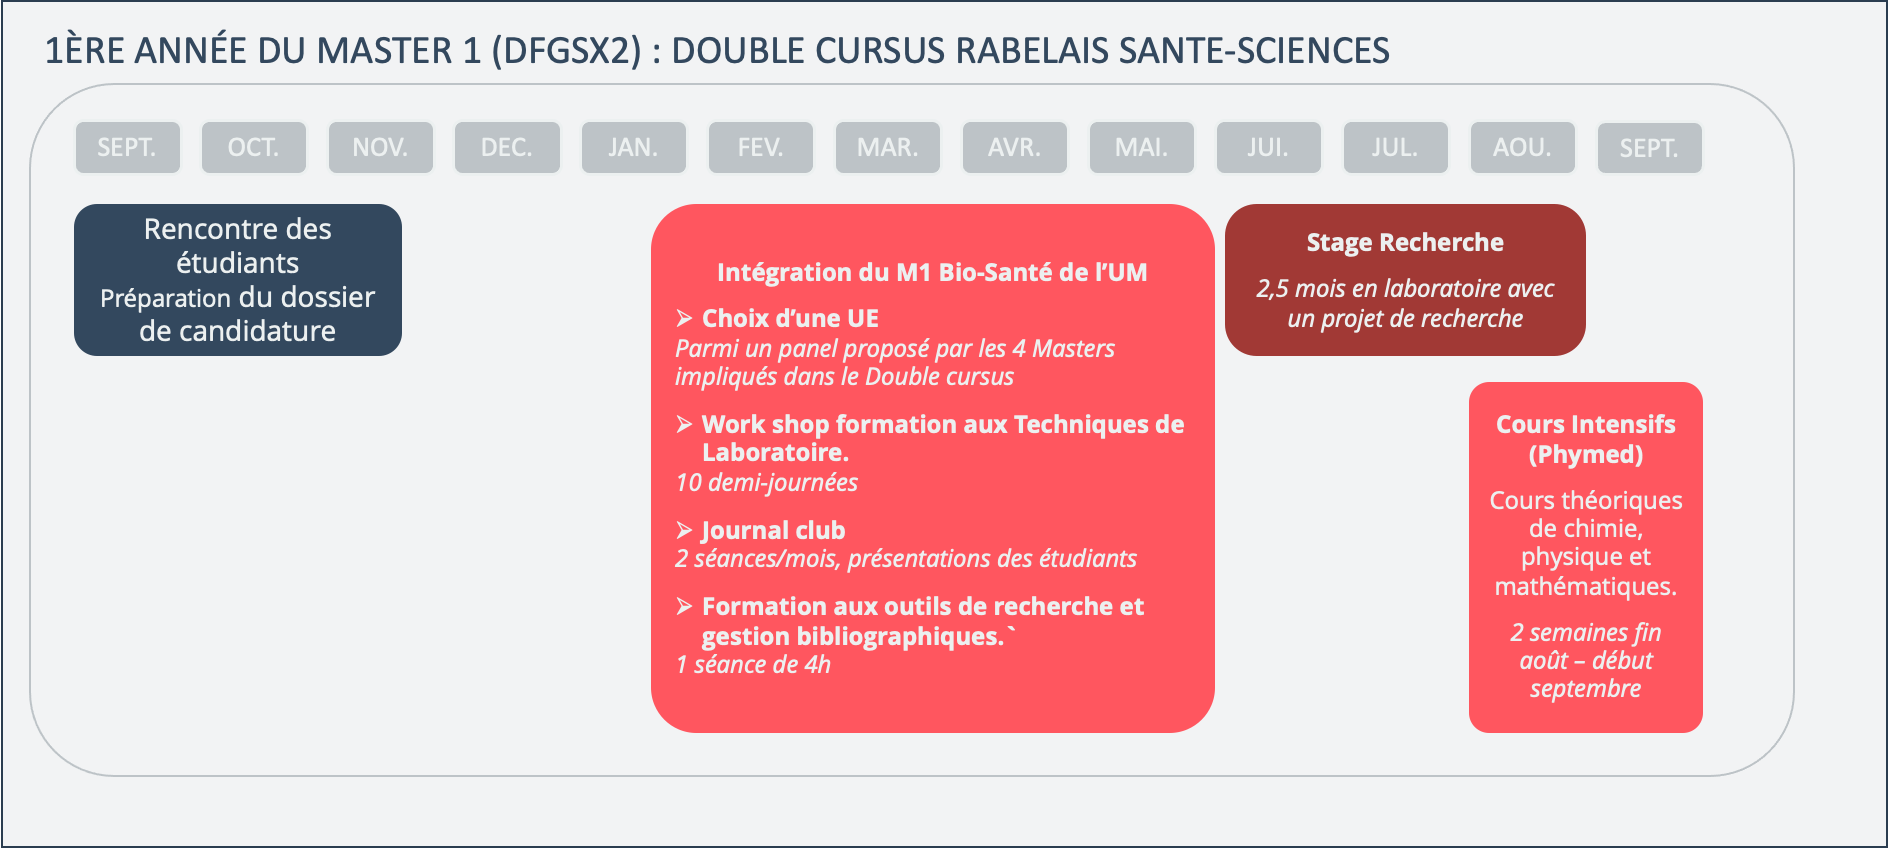 1ÈRE ANNÉE DU MASTER 1 (DFGSX2) : DOUBLE CURSUS RABELAIS SANTE-SCIENCES
SEPT. OCT. NOV. DEC. JAN. FEV. MAR. AVR. MAI. JUI. JUL. AOU. SEPT.
Rencontre des
étudiants
Préparation du dossier
de candidature
Intégration du M1 Bio-Santé de l’UM
➢ Choix d’une UE
Parmi un panel proposé par les 4 Masters
impliqués dans le Double cursus
➢ Work shop formation aux Techniques de
Laboratoire.
10 demi-journées
➢ Journal club
2 séances/mois, présentations des étudiants
➢ Formation aux outils de recherche et
gestion bibliographiques.`
1 séance de 4h
Stage Recherche
2,5 mois en laboratoire avec
un projet de recherche
Cours Intensifs
(Phymed)
Cours théoriques
de chimie,
physique et
mathématiques.
2 semaines fin
août – début
septembre